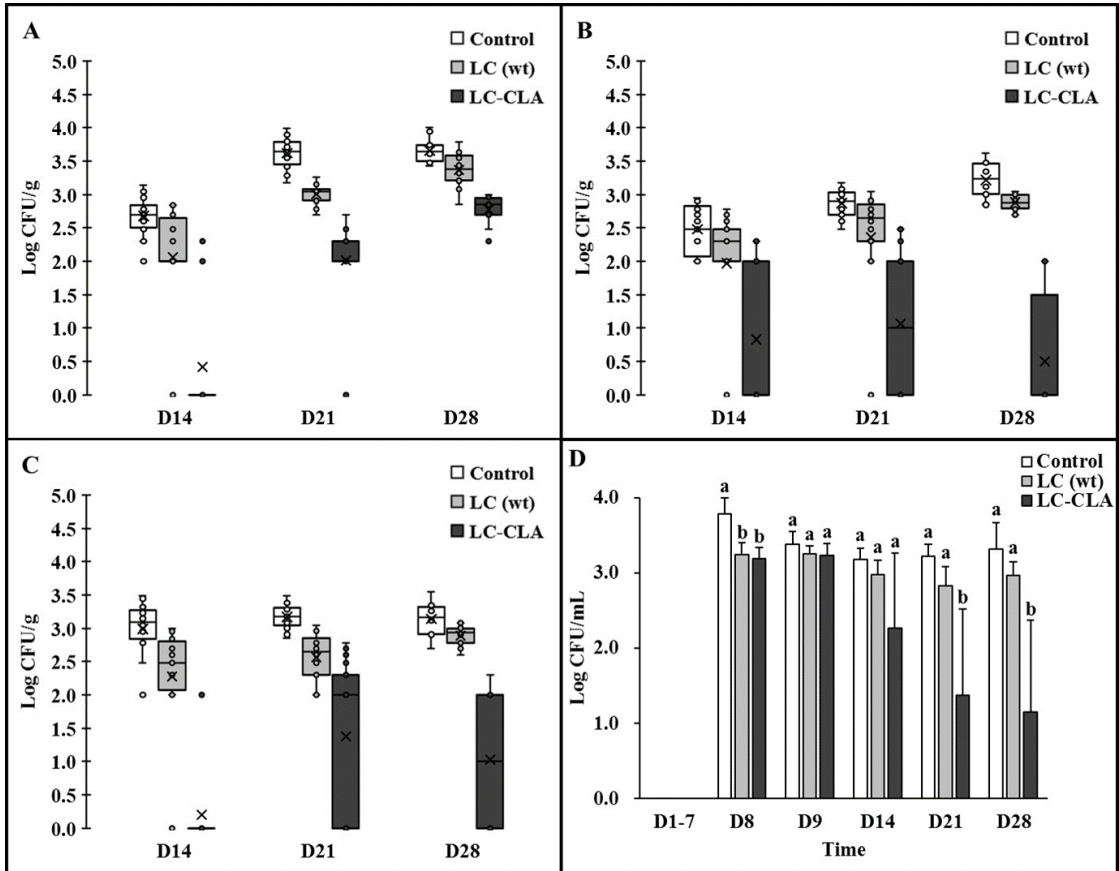 A
Control
LC (wt)
LC-CLA
Log CFU/g
5.0
4.5
4.0
3.5
3.0
2.5
2.0
1.5
1.0
0.5
0.0
D14 D21 D28
B
Control
LC (wt)
LC-CLA
Log CFU/g
5.0
4.5
4.0
3.5
3.0
2.5
2.0
1.5
1.0
0.5
0.0
D14 D21 D28
C
Control
LC (wt)
LC-CLA
Log CFU/g
5.0
4.5
4.0
3.5
3.0
2.5
2.0
1.5
1.0
0.5
0.0
D14 D21 D28
D
Control
LC (wt)
LC-CLA
Log CFU/mL
4.0
3.0
2.0
1.0
0.0
a b b a a a a a a a a b a a b
D1-7 D8 D9 D14 D21 D28
Time